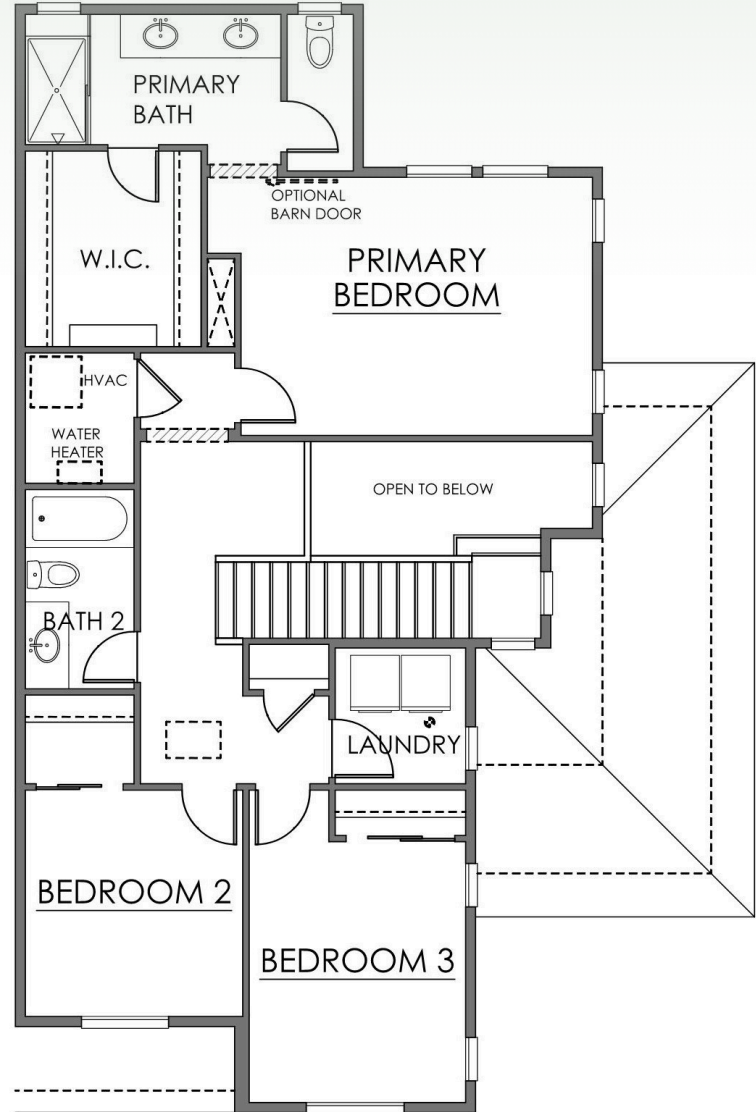 PRIMARY
BATH
OPTIONAL
BARN DOOR
W.I.C.
PRIMARY
BEDROOM
HVAC
WATER
HEATER
OPEN TO BELOW
BATH 2
LAUNDRY
BEDROOM 2
BEDROOM 3